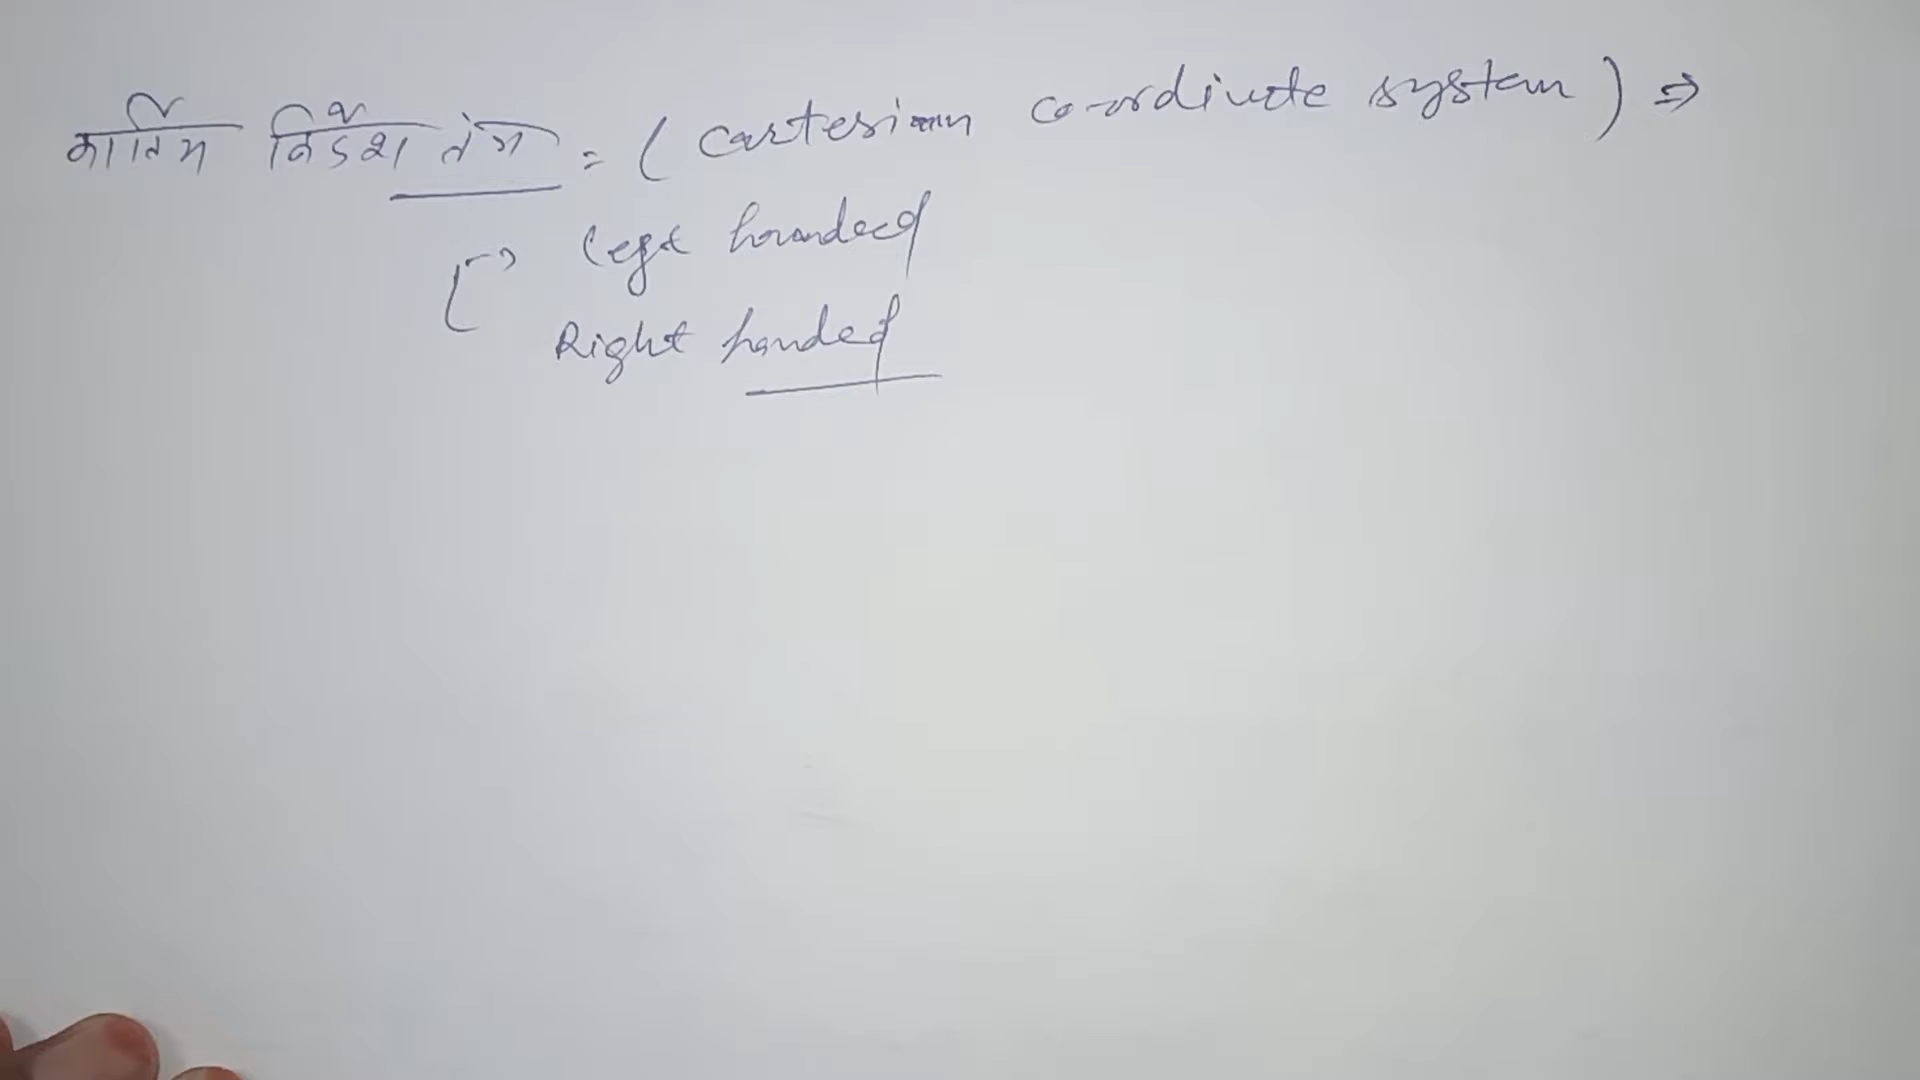 कार्तिय निर्देश तंत्र = ( Cartesian Co-ordinate system ) ⇒
Left handed
Right handed